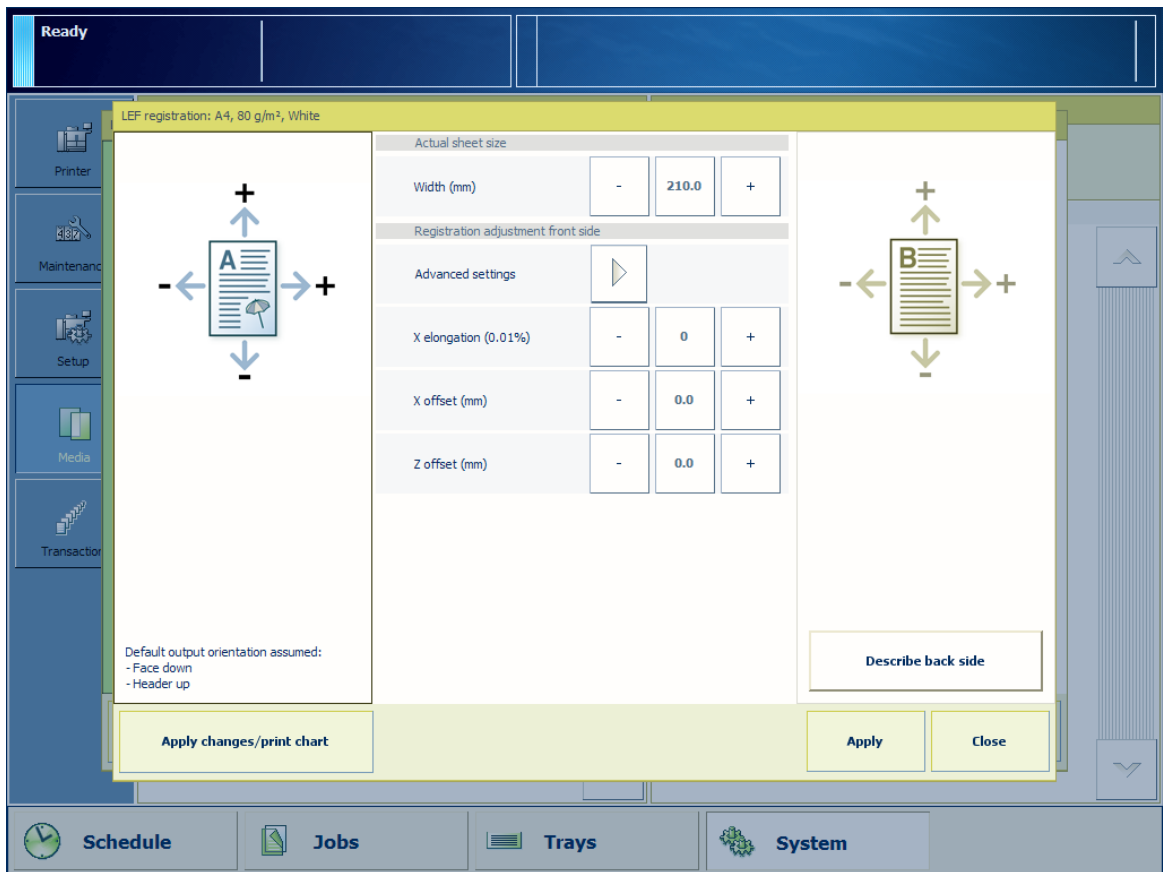 Ready
LEF registration: A4, 80 g/m², White
Printer
Maintenanc
Setup
Media
Transaction
+
A
- +
-
Default output orientation assumed:
- Face down
- Header up
Actual sheet size
Width (mm) - 210.0 +
Registration adjustment front side
Advanced settings
X elongation (0.01%) - 0 +
X offset (mm) - 0.0 +
Z offset (mm) - 0.0 +
+
B
- +
-
Describe back side
Apply changes/print chart
Apply
Close
Schedule
Jobs
Trays
System